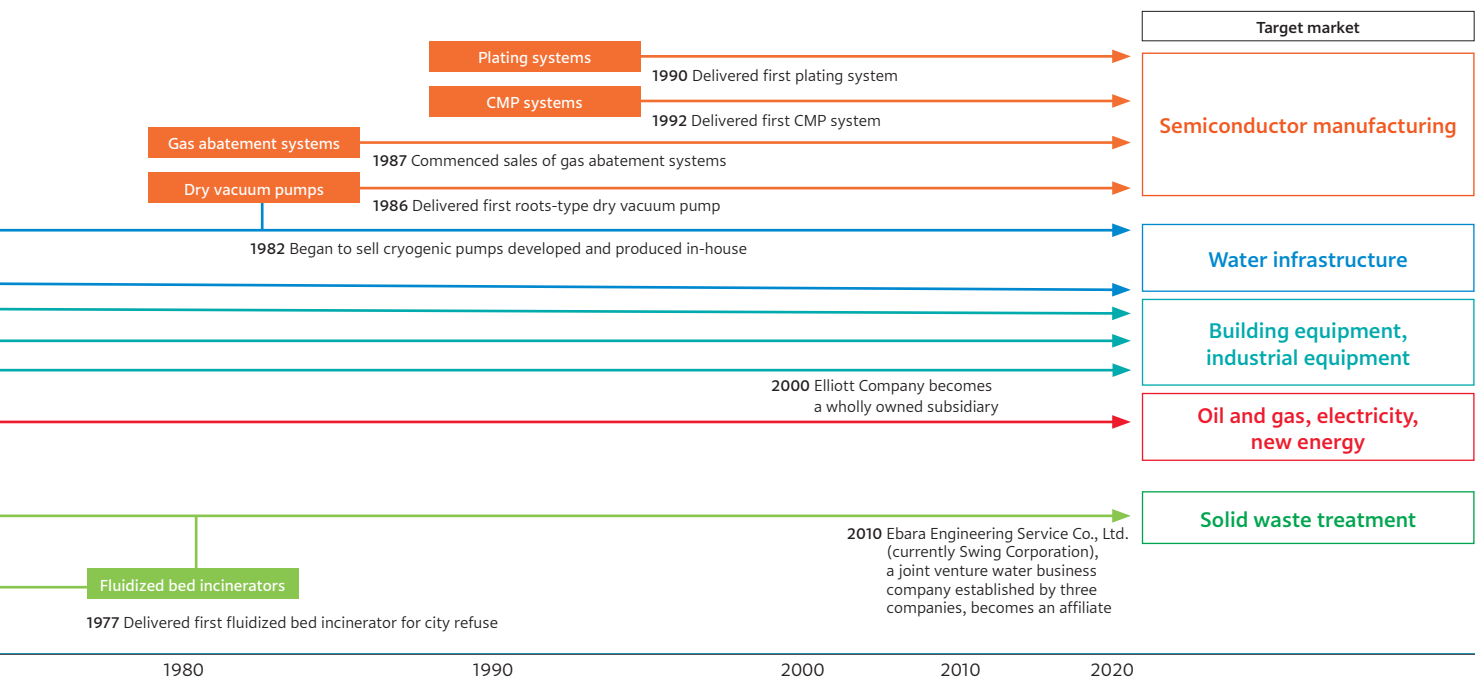 Target market
Plating systems
1990 Delivered first plating system
CMP systems
1992 Delivered first CMP system
Semiconductor manufacturing
Gas abatement systems
1987 Commenced sales of gas abatement systems
Dry vacuum pumps
1986 Delivered first roots-type dry vacuum pump
1982 Began to sell cryogenic pumps developed and produced in-house
Water infrastructure
Building equipment,
industrial equipment
2000 Elliott Company becomes
a wholly owned subsidiary
Oil and gas, electricity,
new energy
Solid waste treatment
2010 Ebara Engineering Service Co., Ltd.
(currently Swing Corporation),
a joint venture water business
company established by three
companies, becomes an affiliate
Fluidized bed incinerators
1977 Delivered first fluidized bed incinerator for city refuse
1980 1990 2000 2010 2020